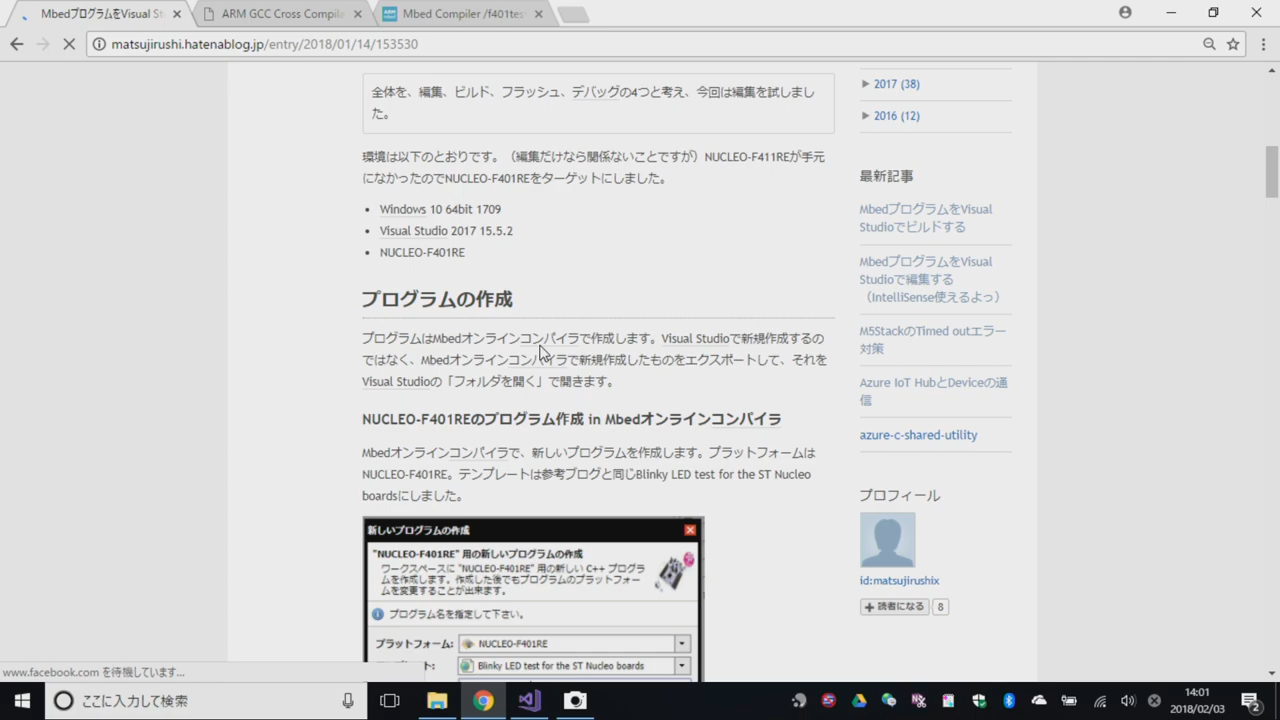 MbedプログラムをVisual St
ARM GCC Cross Compila
Mbed Compiler /f401tes
matsujirushi.hatenablog.jp/entry/2018/01/14/153530
全体を、編集、ビルド、フラッシュ、デバッグの4つと考え、今回は編集を試しまし
た。
環境は以下のとおりです。（編集だけなら関係ないことですが）NUCLEO-F411REが手元
になかったのでNUCLEO-F401REをターゲットにしました。
Windows 10 64bit 1709
Visual Studio 2017 15.5.2
NUCLEO-F401RE
プログラムの作成
プログラムはMbedオンラインコンパイラで作成します。Visual Studioで新規作成するの
ではなく、Mbedオンラインコンパイラで新規作成したものをエクスポートして、それを
Visual Studioの「フォルダを開く」で開きます。
NUCLEO-F401REのプログラム作成 in Mbedオンラインコンパイラ
Mbedオンラインコンパイラで、新しいプログラムを作成します。プラットフォームは
NUCLEO-F401RE。テンプレートは参考ブログと同じBlinky LED test for the ST Nucleo
boardsにしました。
新しいプログラムの作成
"NUCLEO-F401RE" 用の新しいプログラムの作成
ワークスペースに "NUCLEO-F401RE" 用の新しい C++ プログラ
ムを作成します。作成した後でもプログラムのプラットフォー
ムを変更することが出来ます。
プログラム名を指定して下さい。
プラットフォーム: NUCLEO-F401RE
Blinky LED test for the ST Nucleo boards
2017 (38)
2016 (12)
最新記事
MbedプログラムをVisual
Studioでビルドする
MbedプログラムをVisual
Studioで編集する
（IntelliSense使えるよっ）
M5StackのTimed outエラー
対策
Azure IoT HubとDeviceの通
信
azure-c-shared-utility
プロフィール
id:matsujirushix
読者になる 8
www.facebook.com を待機しています...
ここに入力して検索
14:01
2018/02/03
2